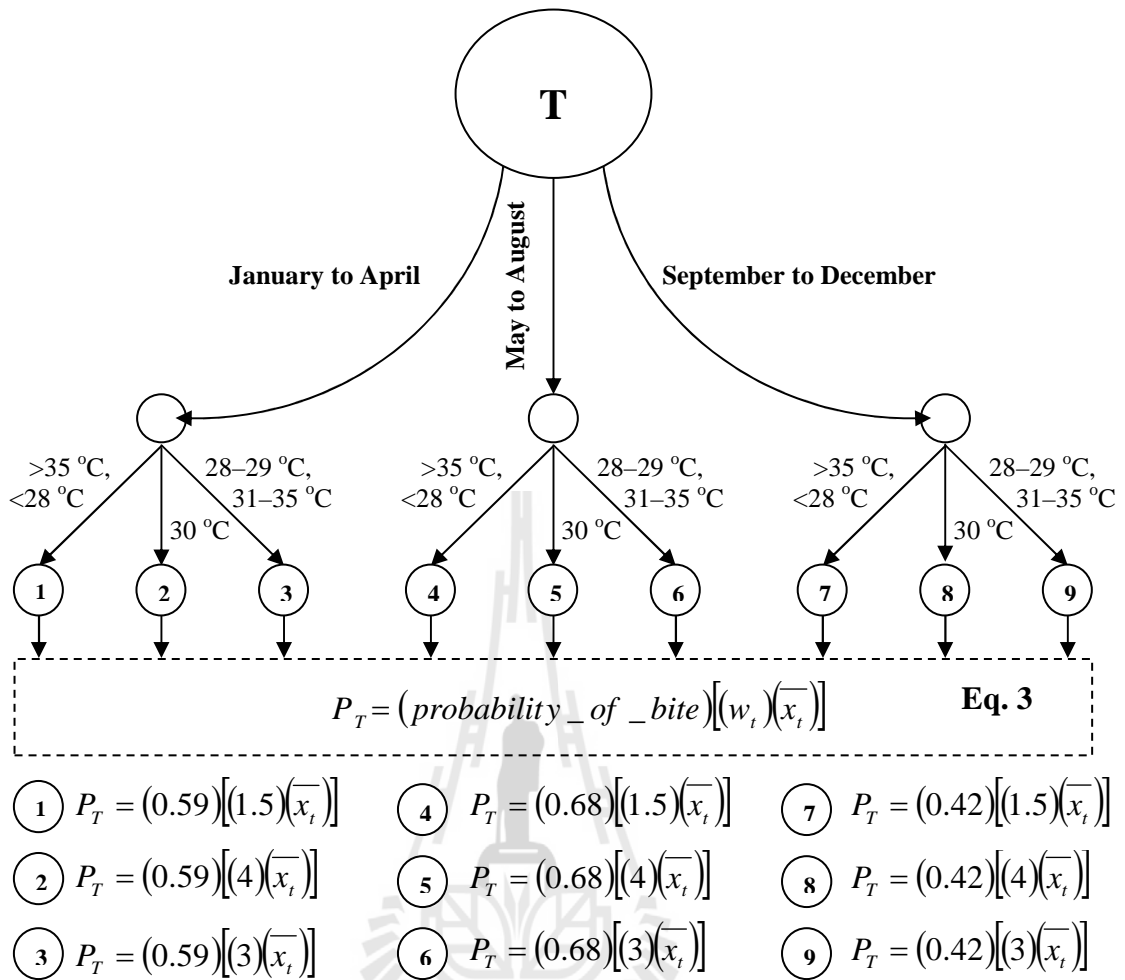 T
January to April
May to August
September to December
>35 °C,
<28 °C
30 °C
28–29 °C,
31–35 °C
>35 °C,
<28 °C
30 °C
28–29 °C,
31–35 °C
>35 °C,
<28 °C
30 °C
28–29 °C,
31–35 °C
1 2 3 4 5 6 7 8 9
P_T = (probability_of_bite)[(w_t)(x̄_t)] Eq. 3
1 P_T = (0.59)[(1.5)(x̄_t)]
4 P_T = (0.68)[(1.5)(x̄_t)]
7 P_T = (0.42)[(1.5)(x̄_t)]
2 P_T = (0.59)[(4)(x̄_t)]
5 P_T = (0.68)[(4)(x̄_t)]
8 P_T = (0.42)[(4)(x̄_t)]
3 P_T = (0.59)[(3)(x̄_t)]
6 P_T = (0.68)[(3)(x̄_t)]
9 P_T = (0.42)[(3)(x̄_t)]